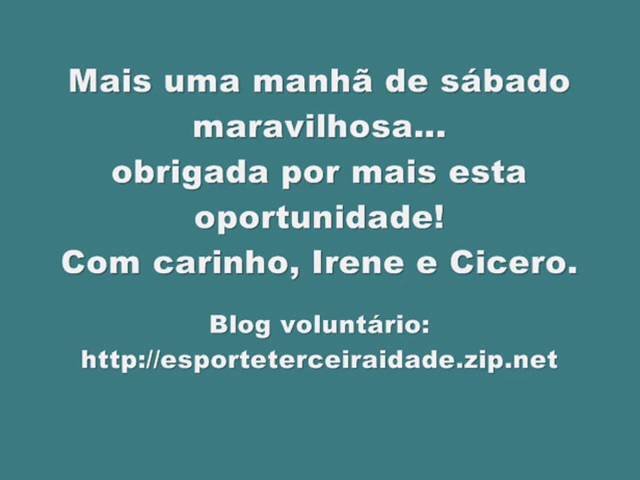 Mais uma manhã de sábado
maravilhosa...
obrigada por mais esta
oportunidade!
Com carinho, Irene e Cicero.
Blog voluntário:
http://esporteterceiraidade.zip.net